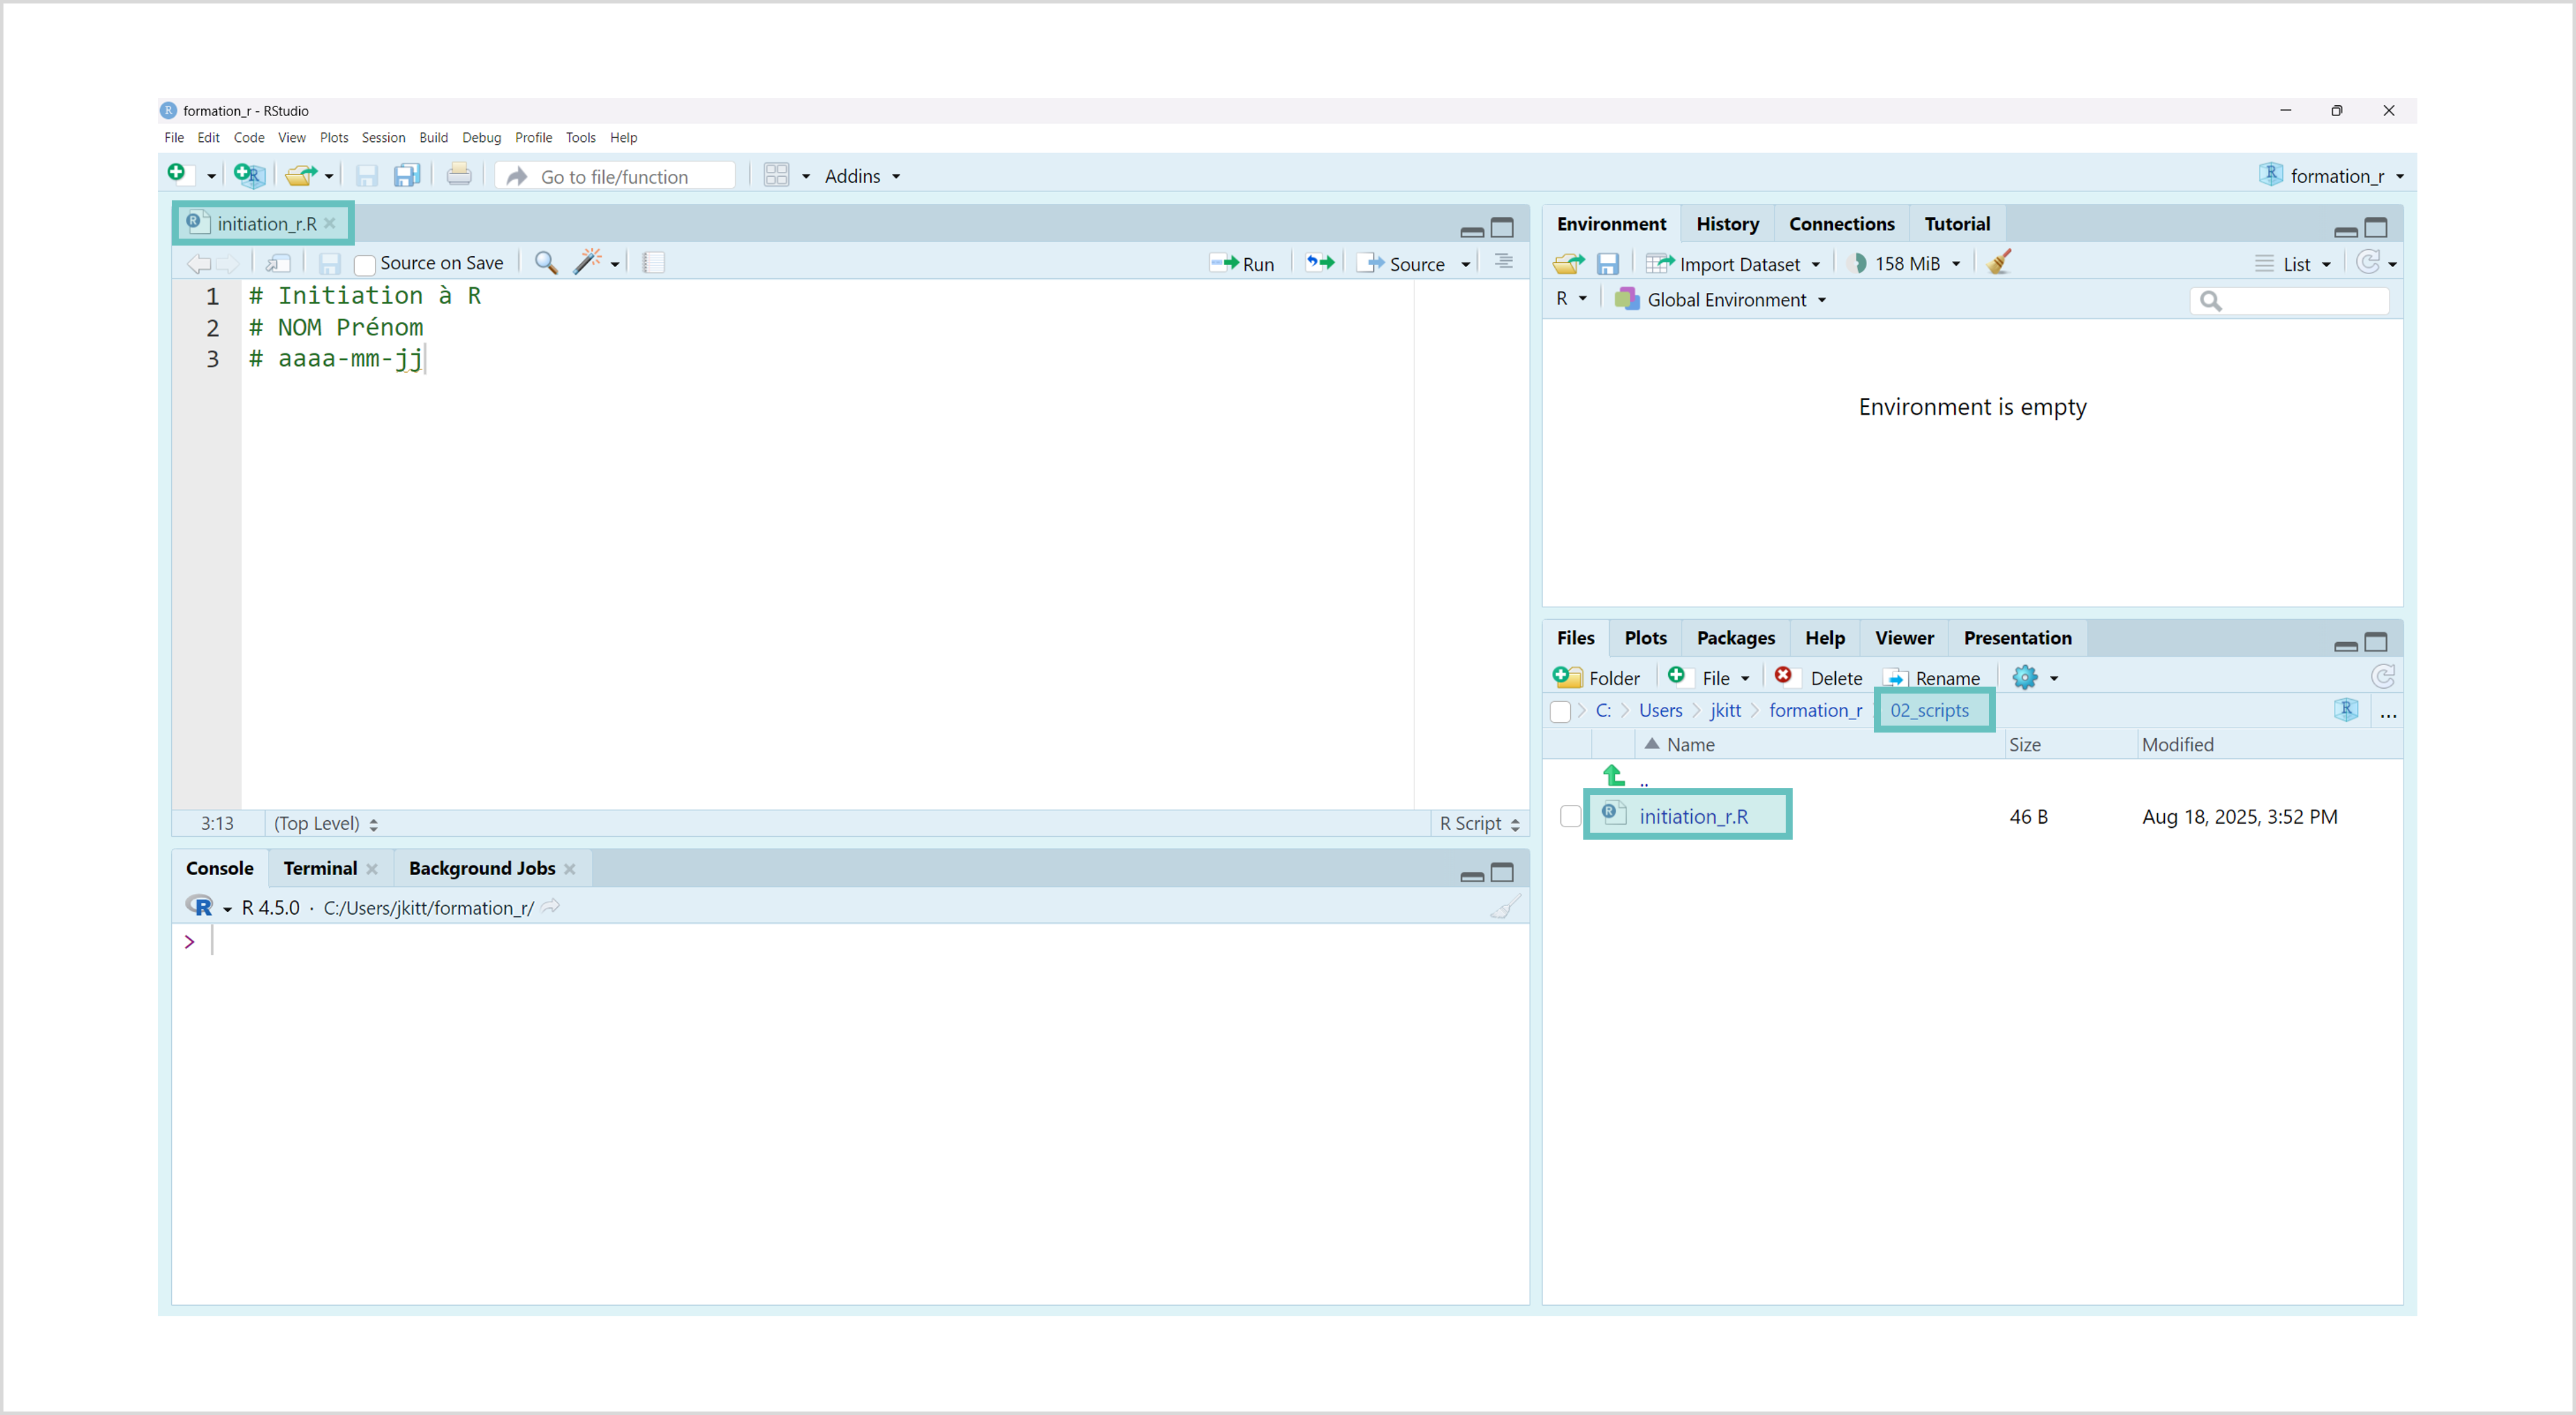 formation_r - RStudio
File Edit Code View Plots Session Build Debug Profile Tools Help
Go to file/function Addins formation_r
initiation_r.R
Source on Save Run Source
1 # Initiation à R
2 # NOM Prénom
3 # aaaa-mm-jj
3:13 (Top Level) R Script
Console Terminal Background Jobs
R 4.5.0 · C:/Users/jkitt/formation_r/
>
Environment History Connections Tutorial
Import Dataset 158 MiB List
R Global Environment
Environment is empty
Files Plots Packages Help Viewer Presentation
Folder File Delete Rename
C: Users jkitt formation_r 02_scripts ...
Name Size Modified
..
initiation_r.R 46 B Aug 18, 2025, 3:52 PM